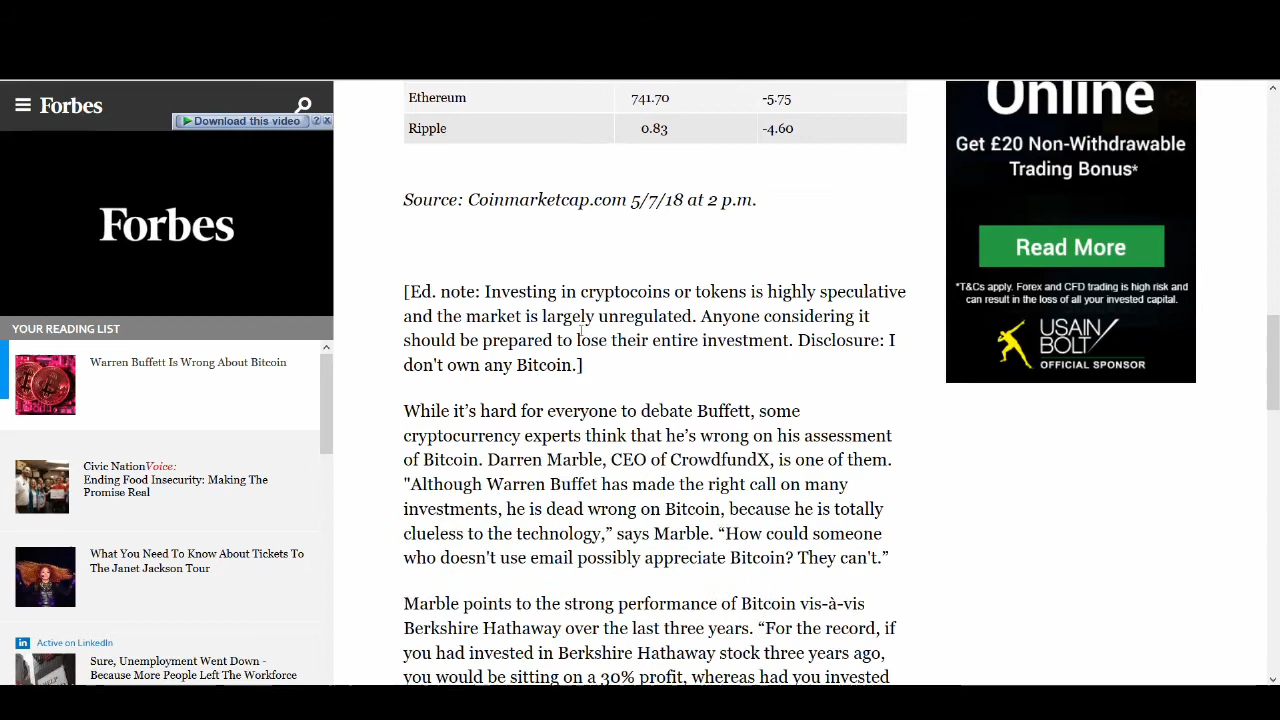 Forbes
Download this video ? x
Forbes
YOUR READING LIST
Warren Buffett Is Wrong About Bitcoin
Civic NationVoice:
Ending Food Insecurity: Making The
Promise Real
What You Need To Know About Tickets To
The Janet Jackson Tour
in Active on LinkedIn
Sure, Unemployment Went Down -
Because More People Left The Workforce
Ethereum 741.70 -5.75
Ripple 0.83 -4.60
Source: Coinmarketcap.com 5/7/18 at 2 p.m.
[Ed. note: Investing in cryptocoins or tokens is highly speculative
and the market is largely unregulated. Anyone considering it
should be prepared to lose their entire investment. Disclosure: I
don't own any Bitcoin.]
While it’s hard for everyone to debate Buffett, some
cryptocurrency experts think that he’s wrong on his assessment
of Bitcoin. Darren Marble, CEO of CrowdfundX, is one of them.
"Although Warren Buffet has made the right call on many
investments, he is dead wrong on Bitcoin, because he is totally
clueless to the technology,” says Marble. “How could someone
who doesn't use email possibly appreciate Bitcoin? They can't.”
Marble points to the strong performance of Bitcoin vis-à-vis
Berkshire Hathaway over the last three years. “For the record, if
you had invested in Berkshire Hathaway stock three years ago,
you would be sitting on a 30% profit, whereas had you invested
Online
Get £20 Non-Withdrawable
Trading Bonus*
Read More
*T&Cs apply. Forex and CFD trading is high risk and
can result in the loss of all your invested capital.
USAIN
BOLT
OFFICIAL SPONSOR